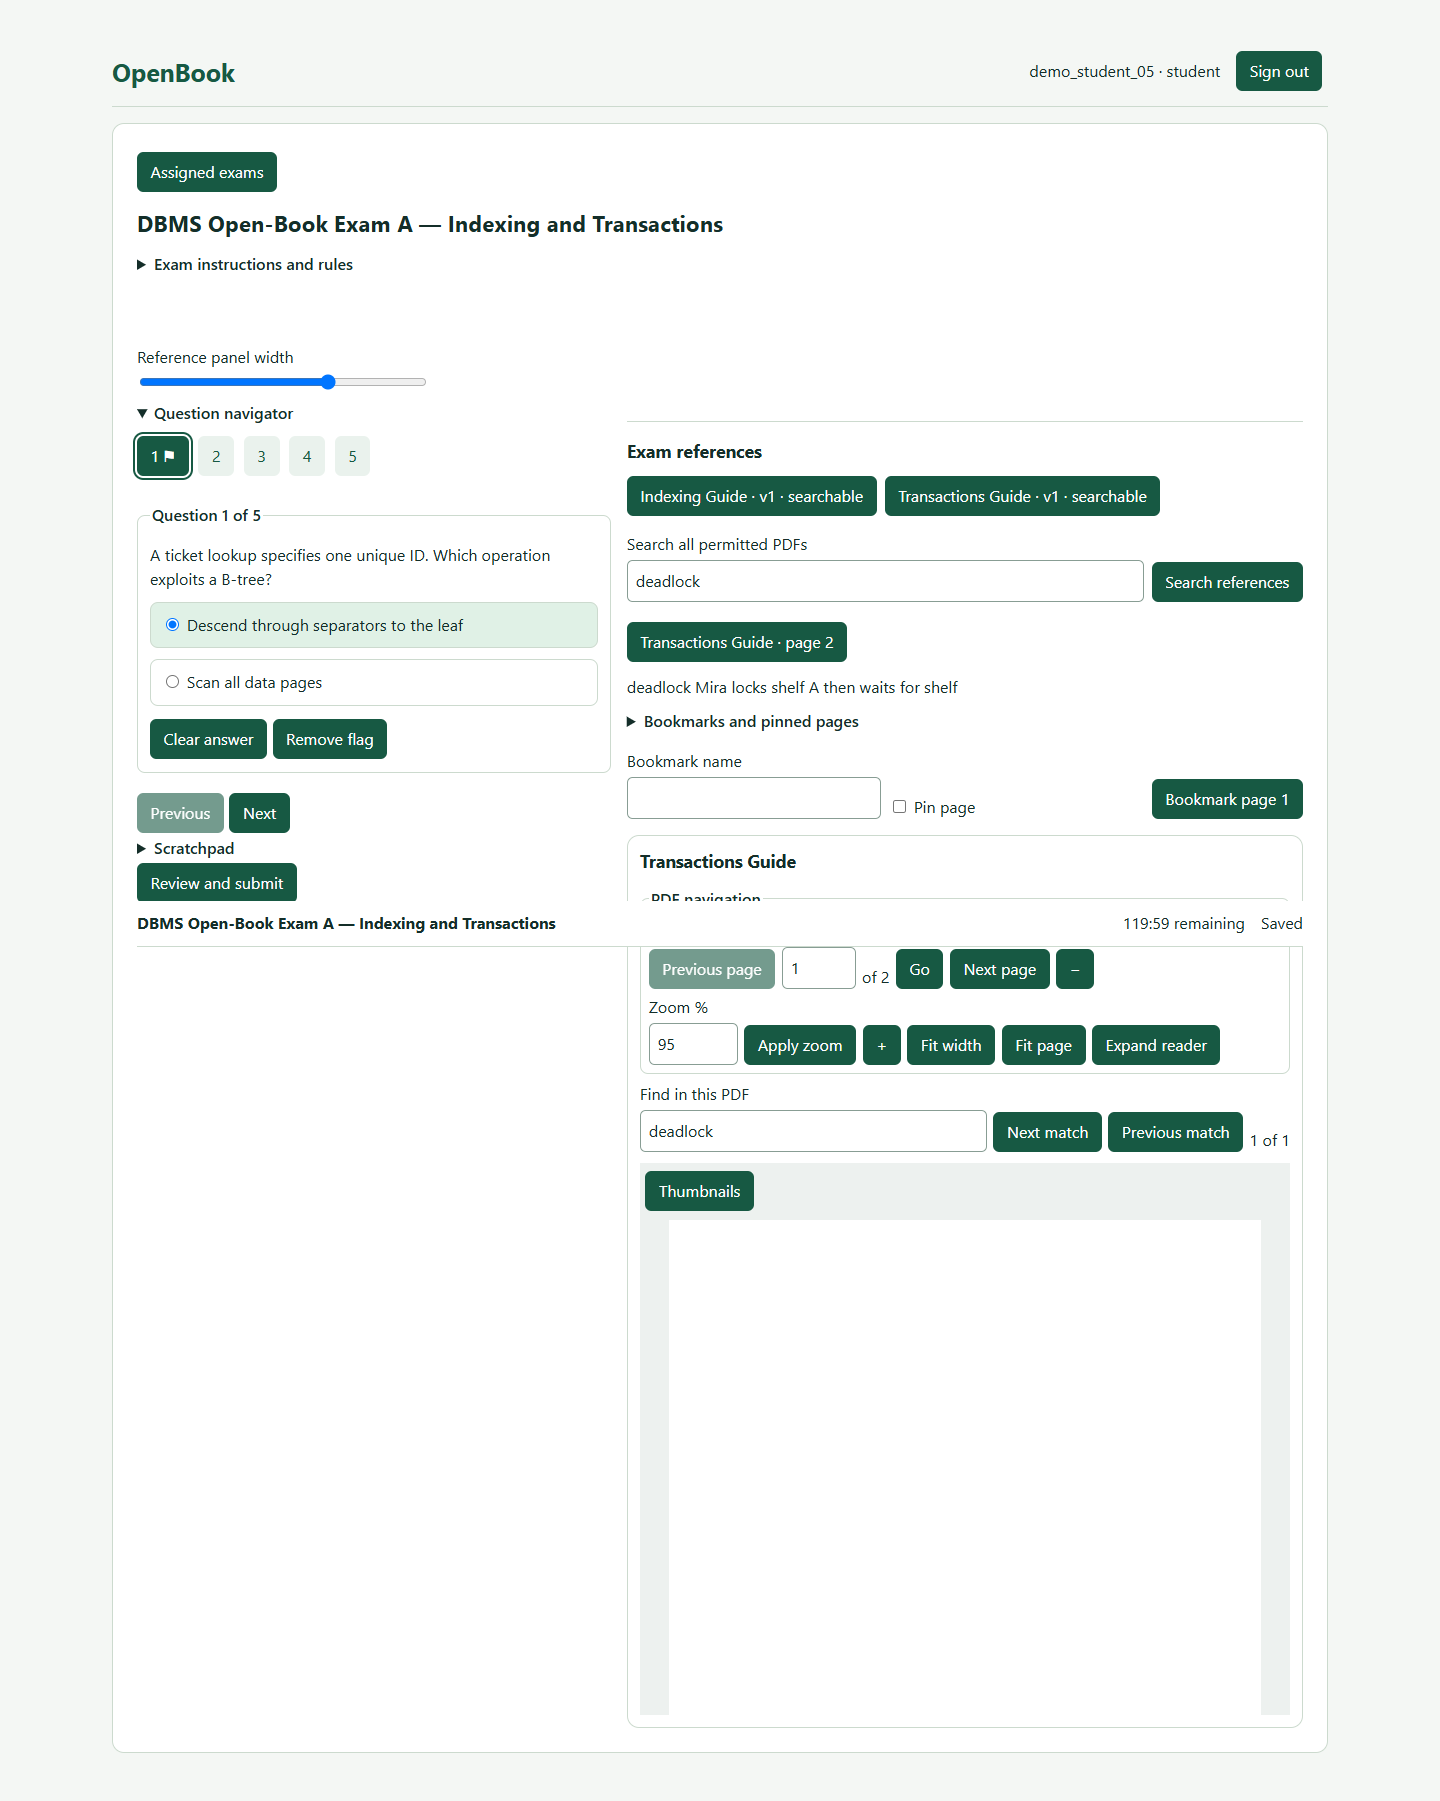 OpenBook
demo_student_05 · student
Sign out
Assigned exams
DBMS Open-Book Exam A — Indexing and Transactions
Exam instructions and rules
Reference panel width
Question navigator
1 ⚑ 2 3 4 5
Question 1 of 5
A ticket lookup specifies one unique ID. Which operation
exploits a B-tree?
Descend through separators to the leaf
Scan all data pages
Clear answer Remove flag
Previous Next
Scratchpad
Review and submit
Exam references
Indexing Guide · v1 · searchable Transactions Guide · v1 · searchable
Search all permitted PDFs
deadlock Search references
Transactions Guide · page 2
deadlock Mira locks shelf A then waits for shelf
Bookmarks and pinned pages
Bookmark name
Pin page Bookmark page 1
Transactions Guide
PDF navigation
DBMS Open-Book Exam A — Indexing and Transactions 119:59 remaining Saved
Previous page 1 of 2 Go Next page −
Zoom %
95 Apply zoom + Fit width Fit page Expand reader
Find in this PDF
deadlock Next match Previous match 1 of 1
Thumbnails